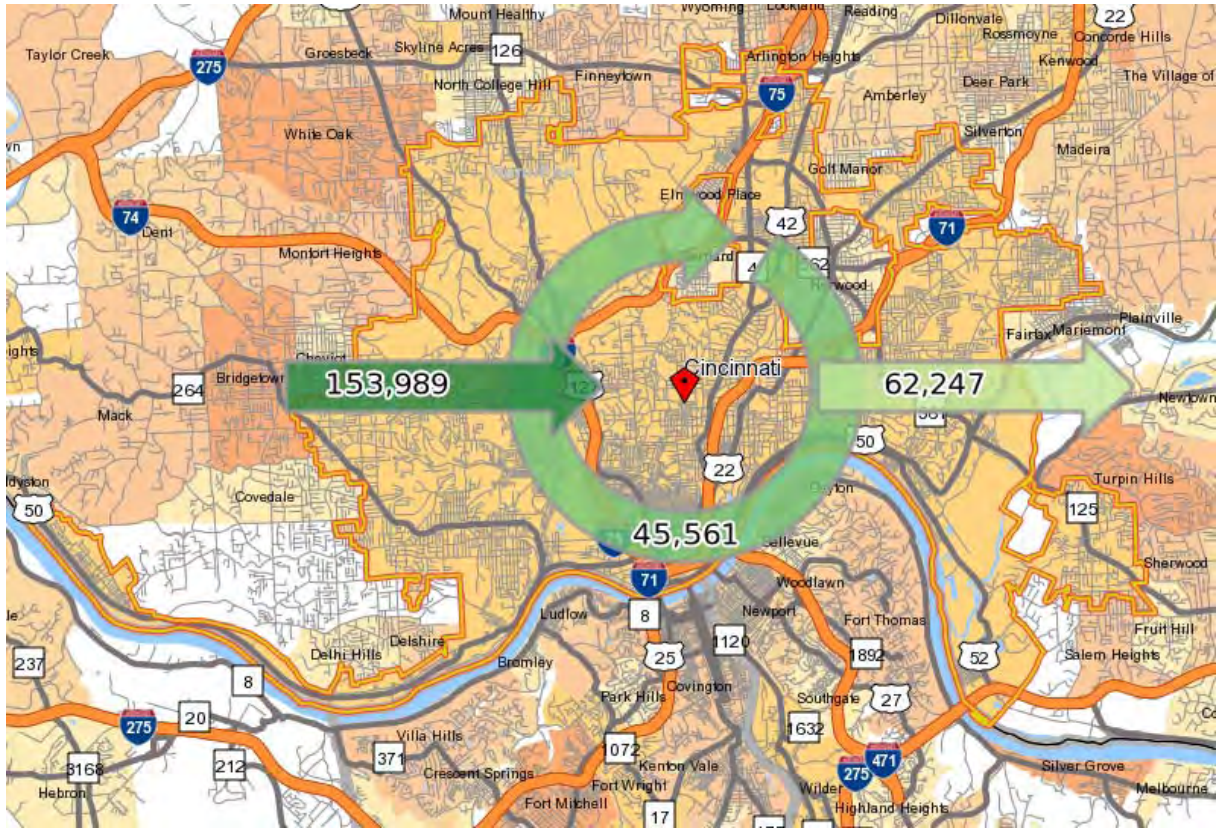 Mount Healthy
Wyoming
Lockland
Reading
Dillonvale
22
Rossmoyne
Concorde Hills
Taylor Creek
Groesbeck
Skyline Acres
126
Arlington Heights
Kenwood
275
Finneytown
The Village of
North College Hill
75
Deer Park
Amberley
White Oak
Silverton
Madeira
Golf Manor
Elmwood Place
74
42
71
Dent
Monfort Heights
Norwood
Plainville
Fairfax
Mariemont
Cheviot
Cincinnati
Bridgetown
153,989
127
62,247
264
Newtown
Mack
50
22
Turpin Hills
Covedale
50
125
45,561
Dayton
Bellevue
Sherwood
71
Woodlawn
Ludlow
8
Newport
Fort Thomas
Fruit Hill
Delshire
1120
Delhi Hills
Salem Heights
237
Bromley
25
1892
52
8
Covington
Park Hills
Southgate
27
275
20
Villa Hills
1632
1072
371
3168
212
Crescent Springs
Kenton Vale
471
275
Silver Grove
Hebron
Fort Wright
Wilder
Melbourne
Fort Mitchell
17
Highland Heights